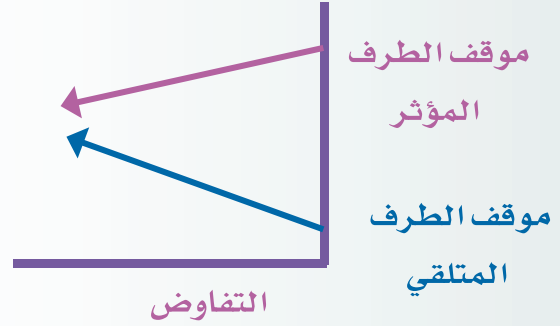 موقف الطرف
المؤثر
موقف الطرف
المتلقي
التفاوض